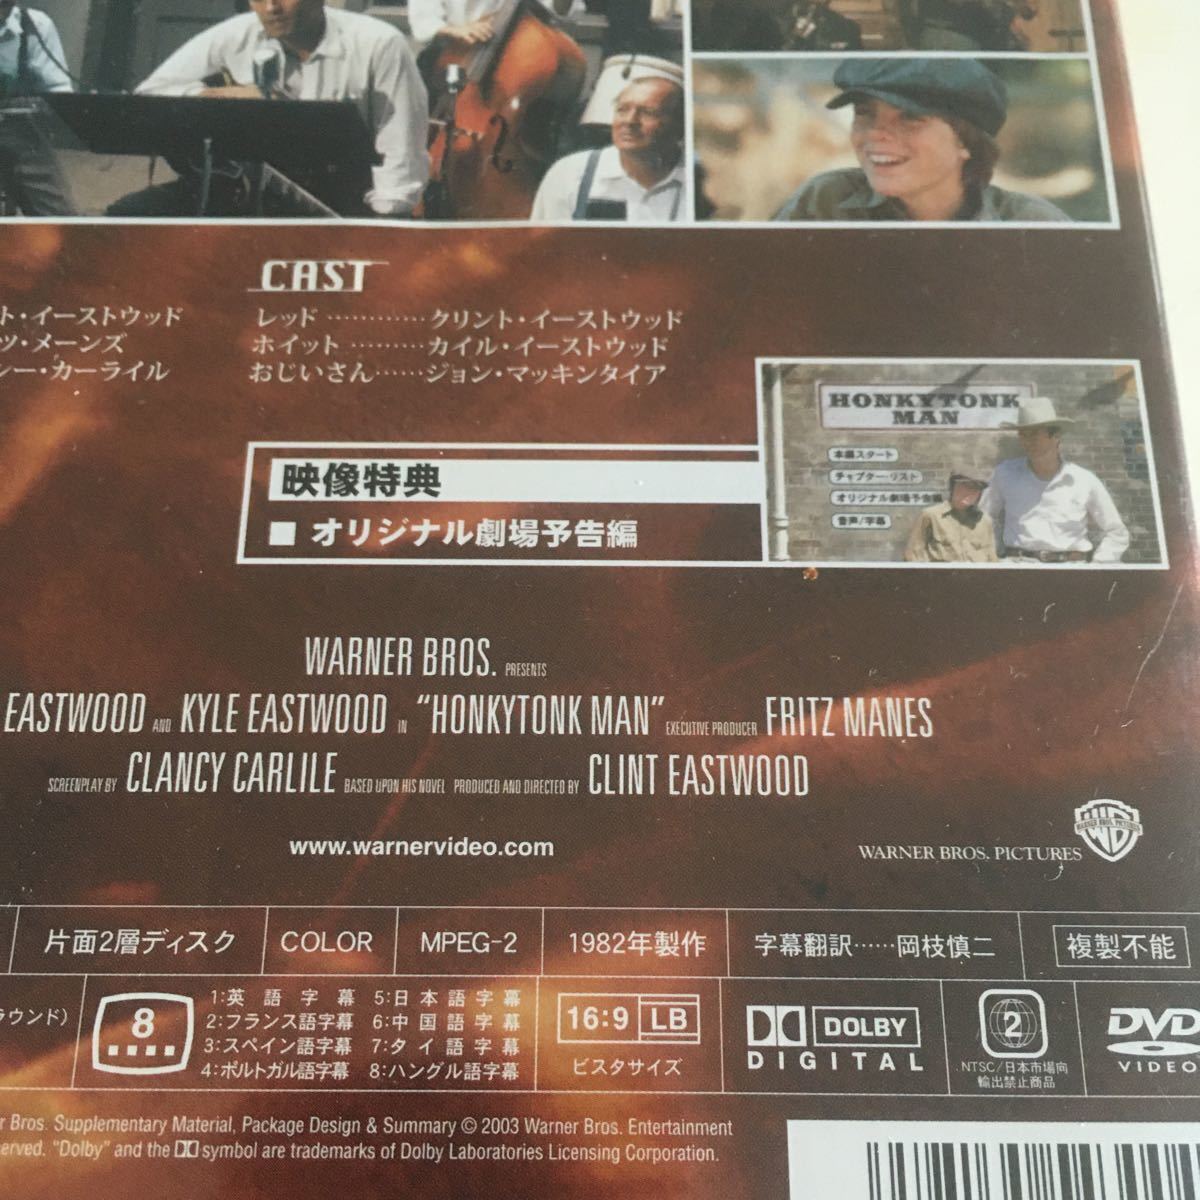 CAST
ト・イーストウッド
ツ・メーンズ
シー・カーライル
レッド …………クリント・イーストウッド
ホイット ………カイル・イーストウッド
おじいさん……ジョン・マッキンタイア
HONKYTONK
MAN
本編スタート
チャプター・リスト
オリジナル劇場予告編
音声/字幕
映像特典
■ オリジナル劇場予告編
WARNER BROS. PRESENTS
EASTWOOD AND KYLE EASTWOOD IN “HONKYTONK MAN” EXECUTIVE PRODUCER FRITZ MANES
SCREENPLAY BY CLANCY CARLILE BASED UPON HIS NOVEL PRODUCED AND DIRECTED BY CLINT EASTWOOD
www.warnervideo.com
WARNER BROS. PICTURES
WARNER BROS. PICTURES
片面2層ディスク
COLOR
MPEG-2
1982年製作
字幕翻訳……岡枝慎二
複製不能
ラウンド)
8
1:英語字幕
2:フランス語字幕
3:スペイン語字幕
4:ポルトガル語字幕
5:日本語字幕
6:中国語字幕
7:タイ語字幕
8:ハングル語字幕
16:9 LB
ビスタサイズ
DOLBY
DIGITAL
2
NTSC/日本市場向
輸出禁止商品
DVD
VIDEO
r Bros. Supplementary Material, Package Design & Summary © 2003 Warner Bros. Entertainment
erved. "Dolby" and the symbol are trademarks of Dolby Laboratories Licensing Corporation.